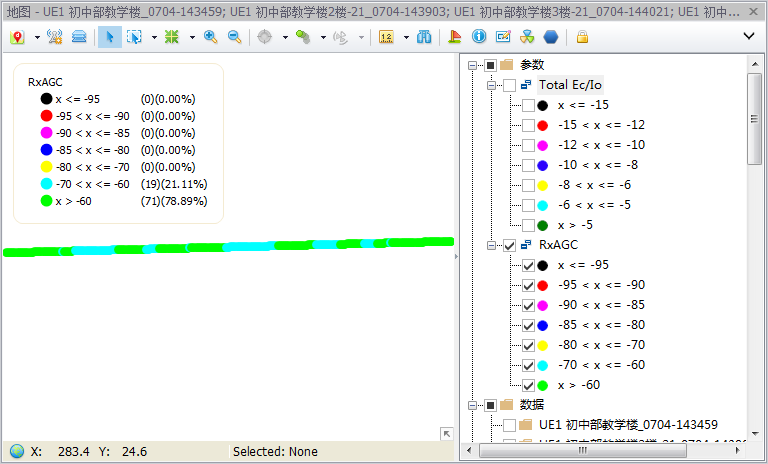 地图 - UE1 初中部教学楼_0704-143459; UE1 初中部教学楼2楼-21_0704-143903; UE1 初中部教学楼3楼-21_0704-144021; UE1 初中...
RxAGC
x <= -95 (0)(0.00%)
-95 < x <= -90 (0)(0.00%)
-90 < x <= -85 (0)(0.00%)
-85 < x <= -80 (0)(0.00%)
-80 < x <= -70 (0)(0.00%)
-70 < x <= -60 (19)(21.11%)
x > -60 (71)(78.89%)
参数
Total Ec/Io
x <= -15
-15 < x <= -12
-12 < x <= -10
-10 < x <= -8
-8 < x <= -6
-6 < x <= -5
x > -5
RxAGC
x <= -95
-95 < x <= -90
-90 < x <= -85
-85 < x <= -80
-80 < x <= -70
-70 < x <= -60
x > -60
数据
UE1 初中部教学楼_0704-143459
X: 283.4 Y: 24.6 Selected: None